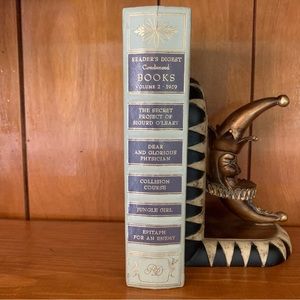 READER'S DIGEST
Condensed
BOOKS
VOLUME 2 · 1959
THE SECRET
PROJECT OF
SIGURD O'LEARY
DEAR
AND GLORIOUS
PHYSICIAN
COLLISION
COURSE
JUNGLE GIRL
EPITAPH
FOR AN ENEMY
RD